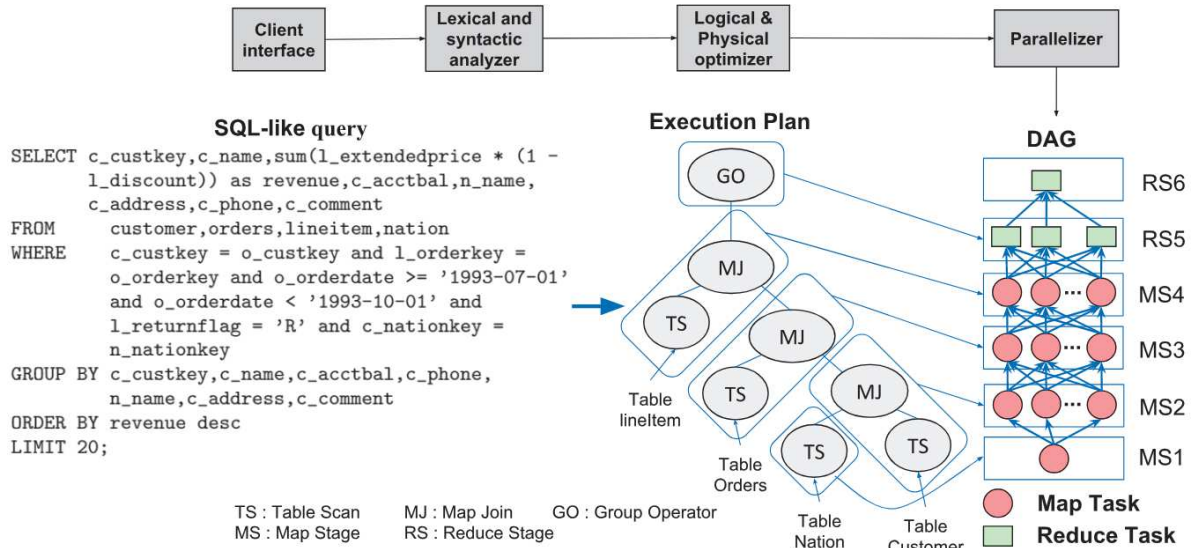 Client
interface
Lexical and
syntactic
analyzer
Logical &
Physical
optimizer
Parallelizer
SQL-like query
SELECT c_custkey,c_name,sum(l_extendedprice * (1 -
l_discount)) as revenue,c_acctbal,n_name,
c_address,c_phone,c_comment
FROM customer,orders,lineitem,nation
WHERE c_custkey = o_custkey and l_orderkey =
o_orderkey and o_orderdate >= '1993-07-01'
and o_orderdate < '1993-10-01' and
l_returnflag = 'R' and c_nationkey =
n_nationkey
GROUP BY c_custkey,c_name,c_acctbal,c_phone,
n_name,c_address,c_comment
ORDER BY revenue desc
LIMIT 20;
Execution Plan
GO
MJ
TS
MJ
TS
MJ
TS
TS
Table
lineItem
Table
Orders
Table
Nation
Table
Customer
DAG
RS6
RS5
... MS4
... MS3
... MS2
MS1
Map Task
Reduce Task
TS : Table Scan MJ : Map Join GO : Group Operator
MS : Map Stage RS : Reduce Stage